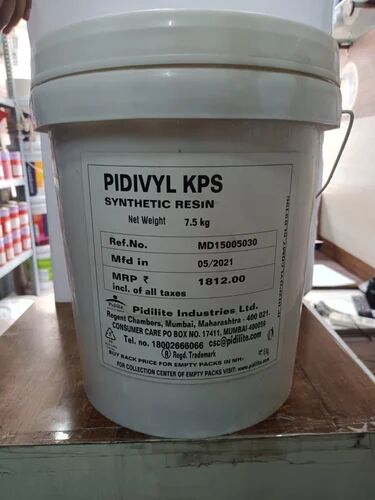 PIDIVYL KPS
SYNTHETIC RESIN
Net Weight 7.5 kg
Ref.No. MD15005030
Mfd in 05/2021
MRP ₹ 1812.00
incl. of all taxes
Pidilite
Pidilite Industries Ltd.
Regent Chambers, Mumbai, Maharashtra - 400 021.
CONSUMER CARE PO BOX NO. 17411, MUMBAI-400059
Tel. no. 18002666066 csc@pidilite.com
® Regd. Trademark
BUY BACK PRICE FOR EMPTY PACKS IN MH:
FOR COLLECTION CENTER OF EMPTY PACKS VISIT: www.pidilite.com